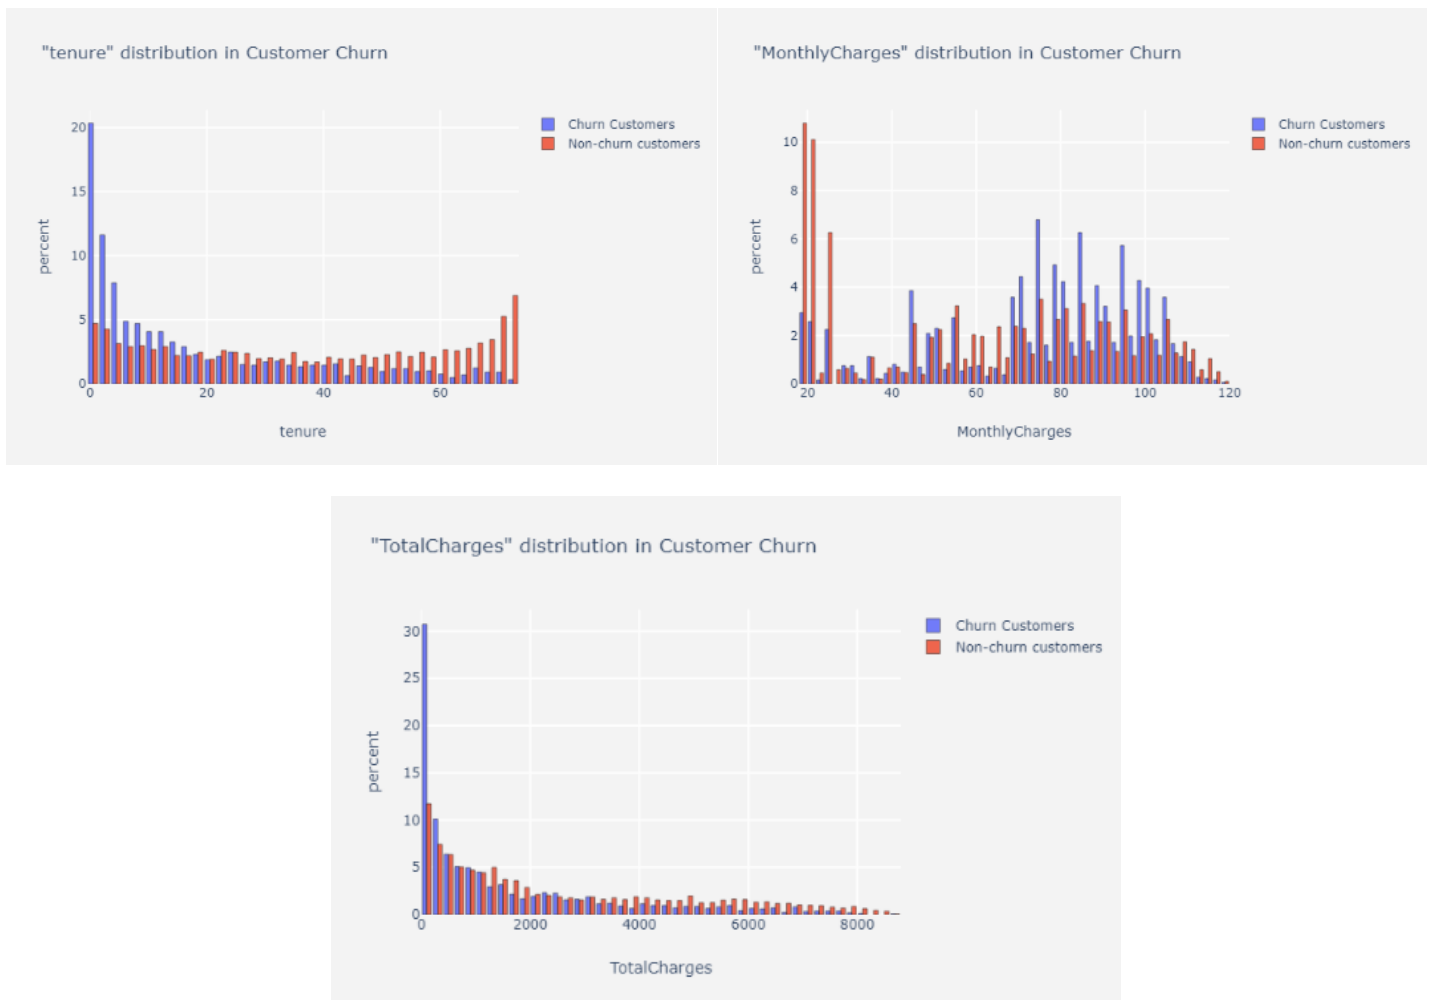 "tenure" distribution in Customer Churn
20
15
10
5
0
percent
0 20 40 60
tenure
Churn Customers
Non-churn customers
"MonthlyCharges" distribution in Customer Churn
10
8
6
4
2
0
percent
20 40 60 80 100 120
MonthlyCharges
Churn Customers
Non-churn customers
"TotalCharges" distribution in Customer Churn
30
25
20
15
10
5
0
percent
0 2000 4000 6000 8000
TotalCharges
Churn Customers
Non-churn customers